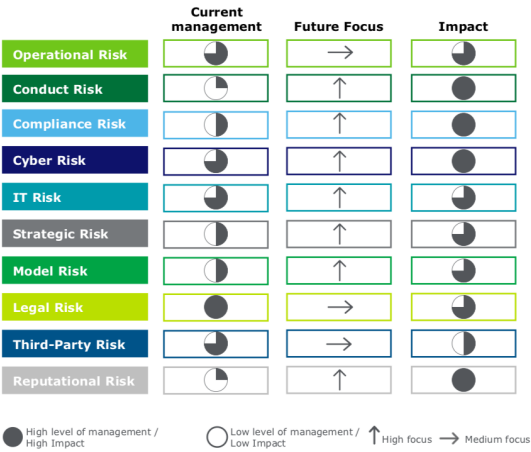 Current
management
Future Focus
Impact
Operational Risk
Conduct Risk
Compliance Risk
Cyber Risk
IT Risk
Strategic Risk
Model Risk
Legal Risk
Third-Party Risk
Reputational Risk
High level of management /
High Impact
Low level of management /
Low Impact
High focus
Medium focus